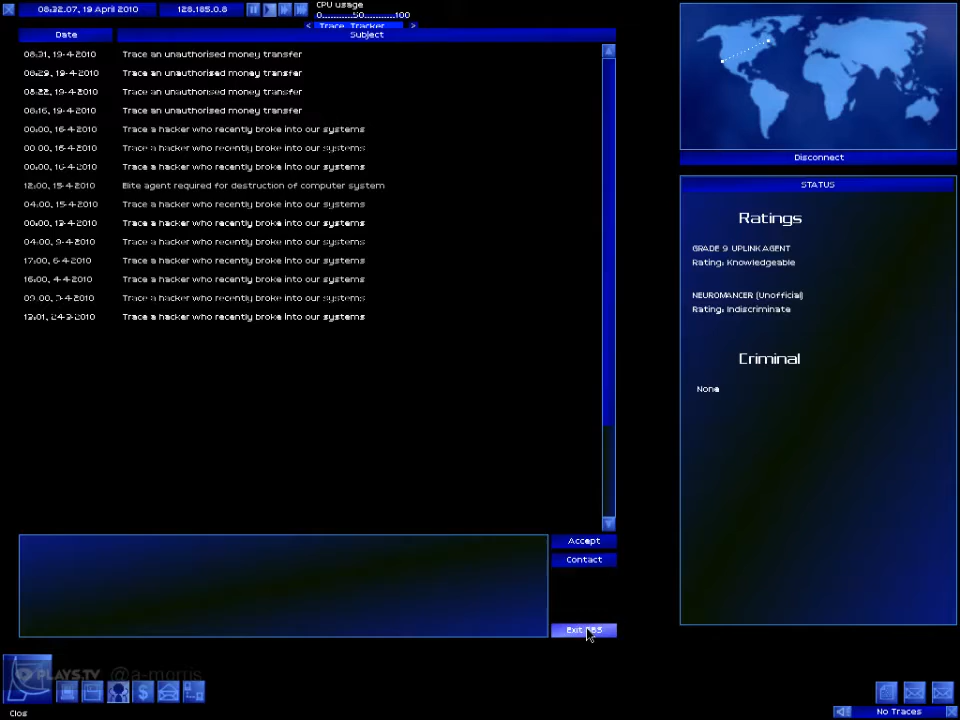 08:32.07, 19 April 2010
128.185.0.8
CPU usage
0.........50.........100
< Trace_Tracker >
Date
Subject
08:31, 19-4-2010 Trace an unauthorised money transfer
08:29, 19-4-2010 Trace an unauthorised money transfer
08:22, 19-4-2010 Trace an unauthorised money transfer
08:16, 19-4-2010 Trace an unauthorised money transfer
00:00, 16-4-2010 Trace a hacker who recently broke into our systems
00:00, 16-4-2010 Trace a hacker who recently broke into our systems
00:00, 16-4-2010 Trace a hacker who recently broke into our systems
12:00, 15-4-2010 Elite agent required for destruction of computer system
04:00, 15-4-2010 Trace a hacker who recently broke into our systems
00:00, 13-4-2010 Trace a hacker who recently broke into our systems
04:00, 9-4-2010 Trace a hacker who recently broke into our systems
17:00, 6-4-2010 Trace a hacker who recently broke into our systems
16:00, 4-4-2010 Trace a hacker who recently broke into our systems
Trace a hacker who recently broke into our systems
Trace a hacker who recently broke into our systems
Accept
Contact
Exit BBS
Disconnect
STATUS
Ratings
GRADE 9 UPLINK AGENT
Rating: Knowledgeable
NEUROMANCER (Unofficial)
Rating: Indiscriminate
Criminal
None
PLAYS.TV @a-morris
Clos
No Traces